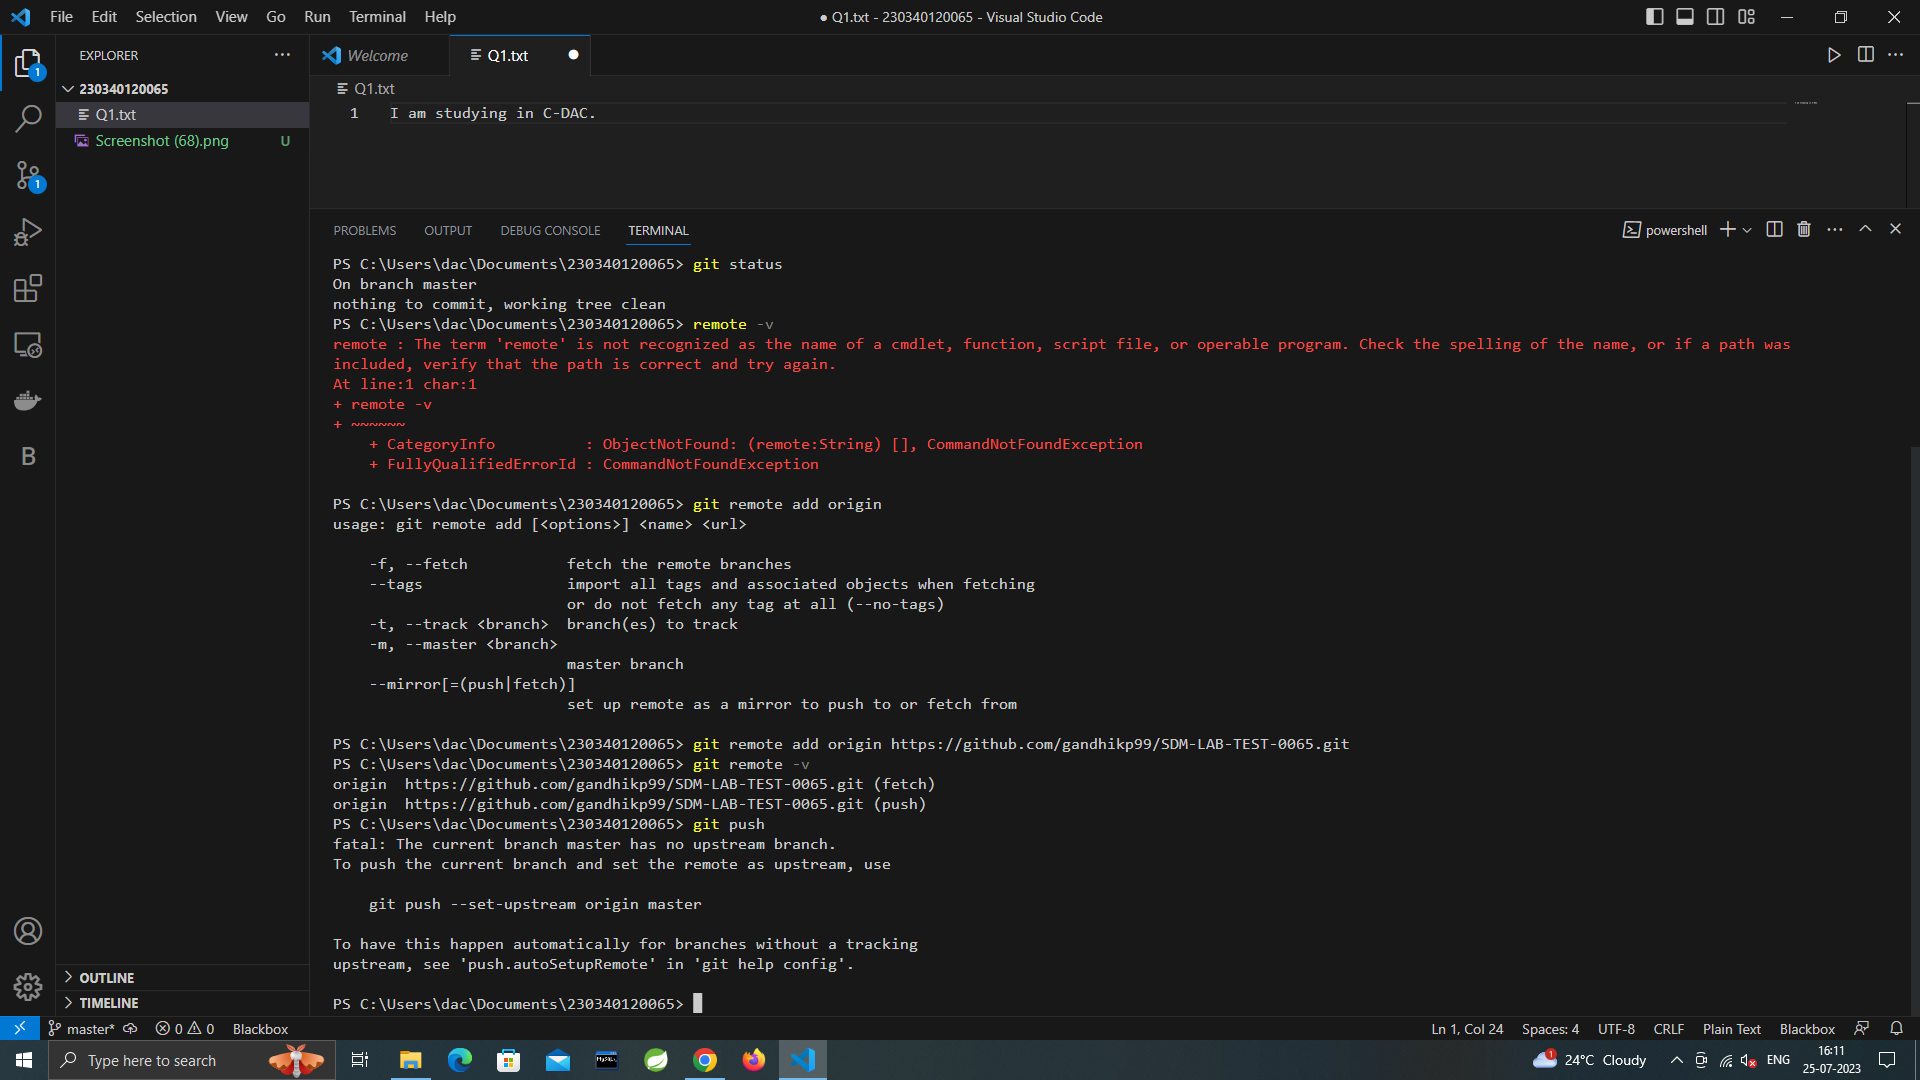 File Edit Selection View Go Run Terminal Help
● Q1.txt - 230340120065 - Visual Studio Code
EXPLORER
Welcome
Q1.txt
1
230340120065
Q1.txt
Q1.txt
1 I am studying in C-DAC.
Screenshot (68).png U
1
PROBLEMS OUTPUT DEBUG CONSOLE TERMINAL
powershell
PS C:\Users\dac\Documents\230340120065> git status
On branch master
nothing to commit, working tree clean
PS C:\Users\dac\Documents\230340120065> remote -v
remote : The term 'remote' is not recognized as the name of a cmdlet, function, script file, or operable program. Check the spelling of the name, or if a path was
included, verify that the path is correct and try again.
At line:1 char:1
+ remote -v
+ ~~~~~~
+ CategoryInfo : ObjectNotFound: (remote:String) [], CommandNotFoundException
+ FullyQualifiedErrorId : CommandNotFoundException
PS C:\Users\dac\Documents\230340120065> git remote add origin
usage: git remote add [<options>] <name> <url>
-f, --fetch fetch the remote branches
--tags import all tags and associated objects when fetching
or do not fetch any tag at all (--no-tags)
-t, --track <branch> branch(es) to track
-m, --master <branch>
master branch
--mirror[=(push|fetch)]
set up remote as a mirror to push to or fetch from
PS C:\Users\dac\Documents\230340120065> git remote add origin https://github.com/gandhikp99/SDM-LAB-TEST-0065.git
PS C:\Users\dac\Documents\230340120065> git remote -v
origin https://github.com/gandhikp99/SDM-LAB-TEST-0065.git (fetch)
origin https://github.com/gandhikp99/SDM-LAB-TEST-0065.git (push)
PS C:\Users\dac\Documents\230340120065> git push
fatal: The current branch master has no upstream branch.
To push the current branch and set the remote as upstream, use
git push --set-upstream origin master
To have this happen automatically for branches without a tracking
upstream, see 'push.autoSetupRemote' in 'git help config'.
PS C:\Users\dac\Documents\230340120065>
B
OUTLINE
TIMELINE
master* 0 0 Blackbox
Ln 1, Col 24 Spaces: 4 UTF-8 CRLF Plain Text Blackbox
Type here to search
MySQL
1
24°C Cloudy
ENG
16:11
25-07-2023